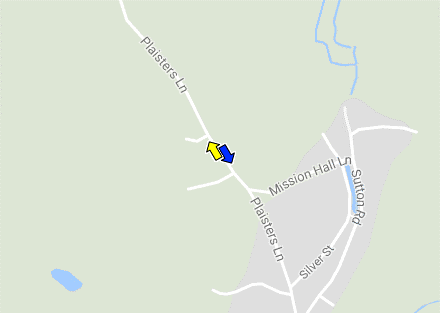 Plaisters Ln
Mission Hall Ln
Sutton Rd
Plaisters Ln
Silver St